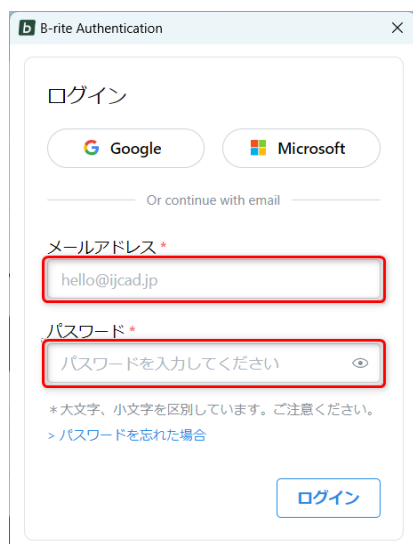 b B-rite Authentication
ログイン
Google Microsoft
Or continue with email
メールアドレス *
hello@ijcad.jp
パスワード *
パスワードを入力してください
*大文字、小文字を区別しています。ご注意ください。
> パスワードを忘れた場合
ログイン